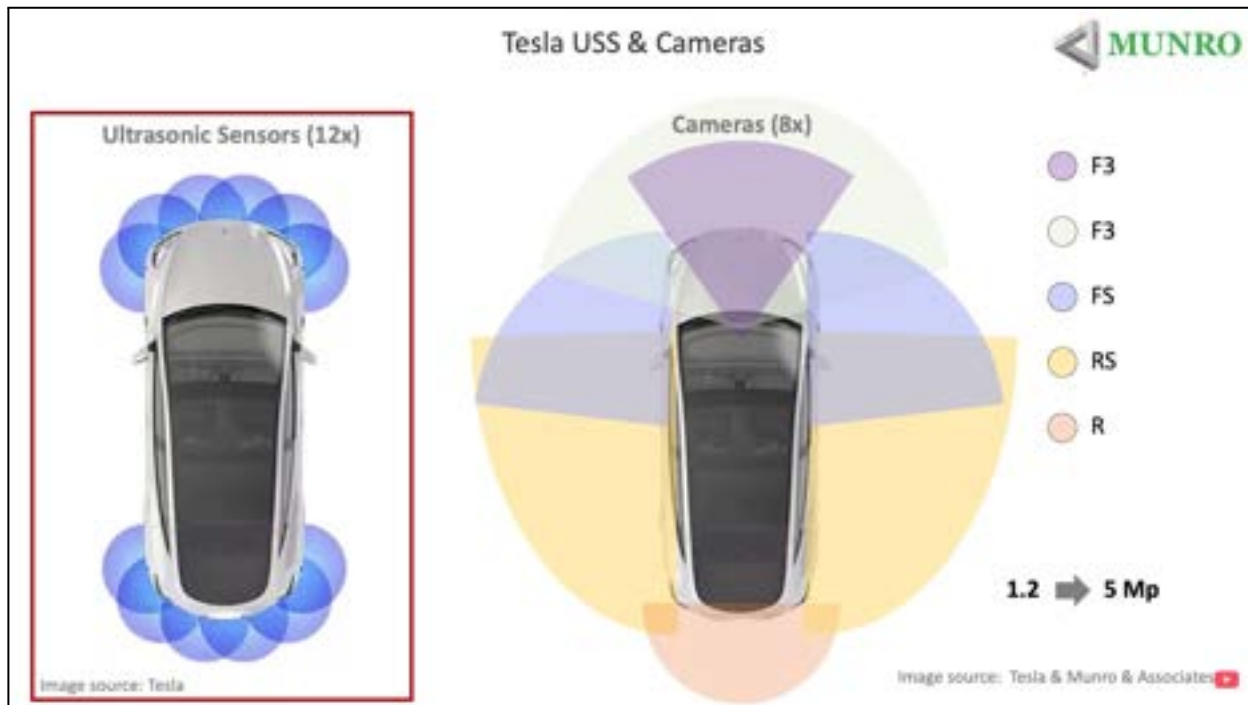 Tesla USS & Cameras
MUNRO
Ultrasonic Sensors (12x)
Cameras (8x)
F3
F3
FS
RS
R
1.2 5 Mp
Image source: Tesla
Image source: Tesla & Munro & Associates